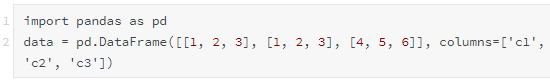 1 import pandas as pd
2 data = pd.DataFrame([[1, 2, 3], [1, 2, 3], [4, 5, 6]], columns=['c1',
'c2', 'c3'])